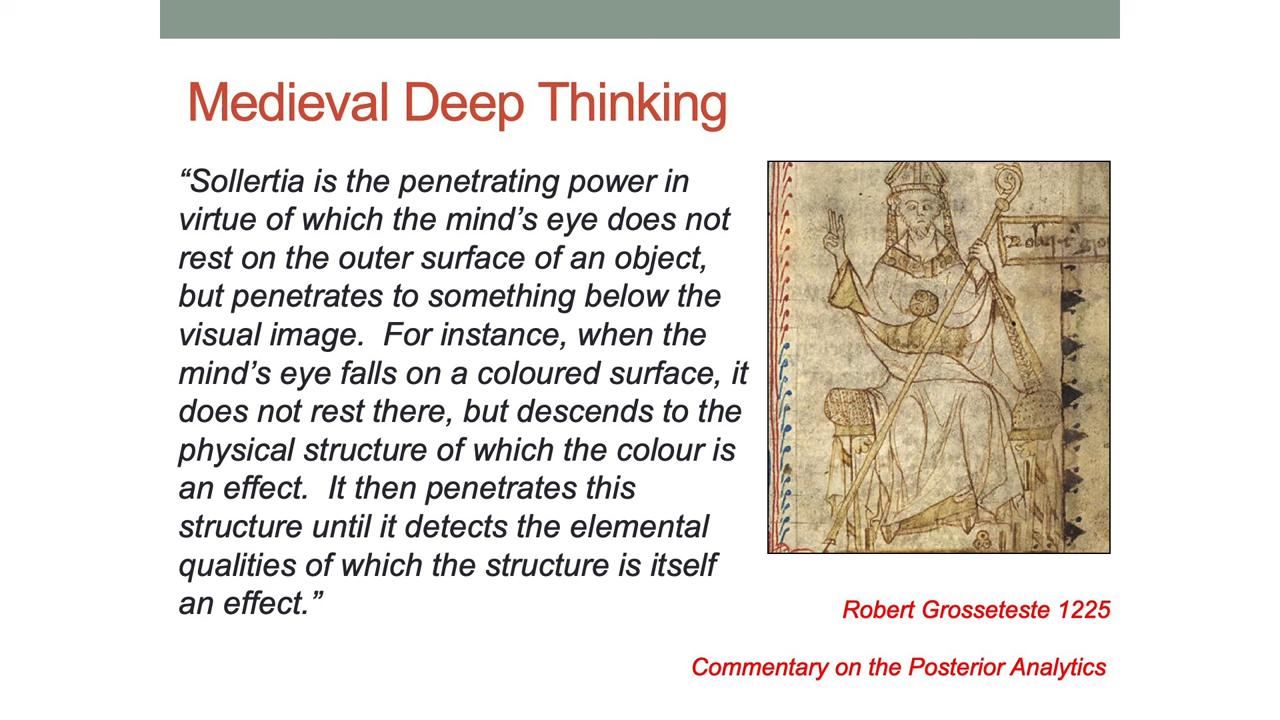 Medieval Deep Thinking
“Sollertia is the penetrating power in
virtue of which the mind’s eye does not
rest on the outer surface of an object,
but penetrates to something below the
visual image.  For instance, when the
mind’s eye falls on a coloured surface, it
does not rest there, but descends to the
physical structure of which the colour is
an effect.  It then penetrates this
structure until it detects the elemental
qualities of which the structure is itself
an effect.”
Robert Grosseteste 1225
Commentary on the Posterior Analytics